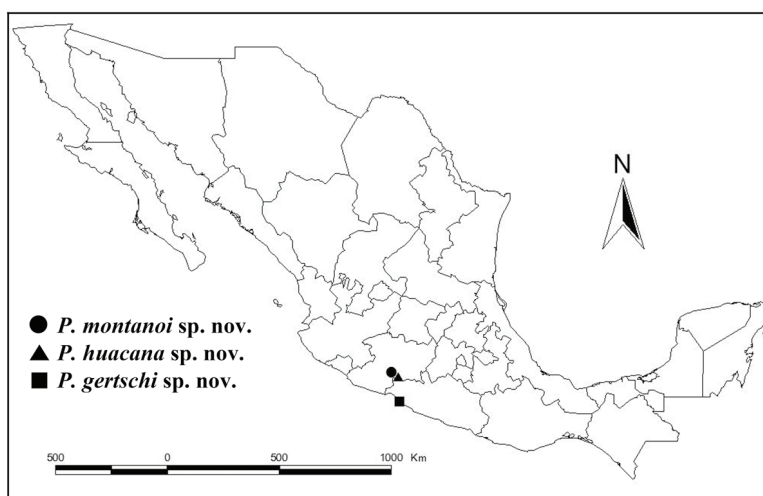 N
P. montanoi sp. nov.
P. huacana sp. nov.
P. gertschi sp. nov.
500 0 500 1000 Km